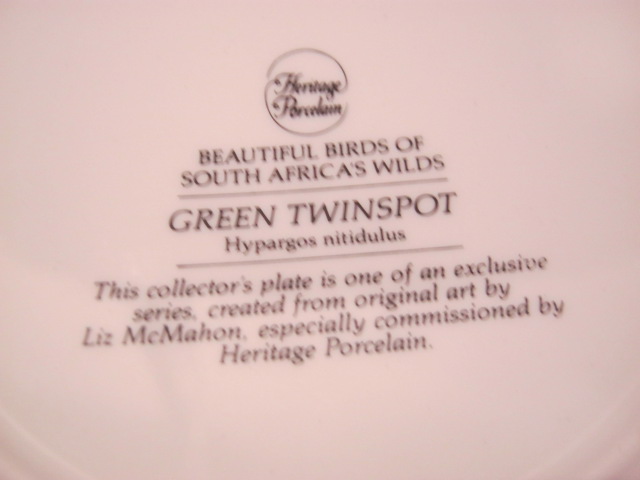 Heritage
Porcelain
BEAUTIFUL BIRDS OF
SOUTH AFRICA'S WILDS
GREEN TWINSPOT
Hypargos nitidulus
This collector's plate is one of an exclusive
series, created from original art by
Liz McMahon, especially commissioned by
Heritage Porcelain.